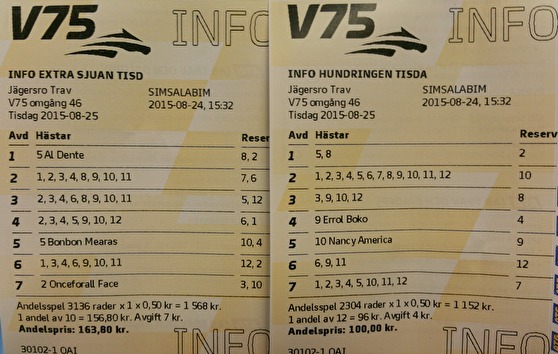 V75 INFO
INFO EXTRA SJUAN TISD
Jägersro Trav SIMSALABIM
V75 omgång 46 2015-08-24, 15:32
Tisdag 2015-08-25
Avd Hästar Reser
1 5 Al Dente 8, 2
2 1, 2, 3, 4, 8, 9, 10, 11 7, 6
3 2, 3, 4, 6, 8, 9, 10, 11 5, 12
4 2, 3, 4, 5, 9, 10, 12 6, 1
5 5 Bonbon Mearas 10, 4
6 1, 3, 4, 6, 9, 10, 11 12, 2
7 2 Onceforall Face 3, 10
Andelsspel 3136 rader x 1 x 0,50 kr = 1 568 kr.
1 andel av 10 = 156,80 kr. Avgift 7 kr.
Andelspris: 163,80 kr.
30102-1 OAI
INFO
V75 INFO
INFO HUNDRINGEN TISDA
Jägersro Trav SIMSALABIM
V75 omgång 46 2015-08-24, 15:32
Tisdag 2015-08-25
Avd Hästar Reserv
1 5, 8 2
2 1, 2, 3, 4, 5, 6, 7, 8, 9, 10, 11, 12 10
3 3, 9, 10, 12 8
4 9 Errol Boko 4
5 10 Nancy America 9
6 6, 9, 11 12
7 1, 2, 3, 4, 5, 10, 11, 12 7
Andelsspel 2304 rader x 1 x 0,50 kr = 1 152 kr.
1 andel av 12 = 96 kr. Avgift 4 kr.
Andelspris: 100,00 kr.
30102-1 OAI
INFO